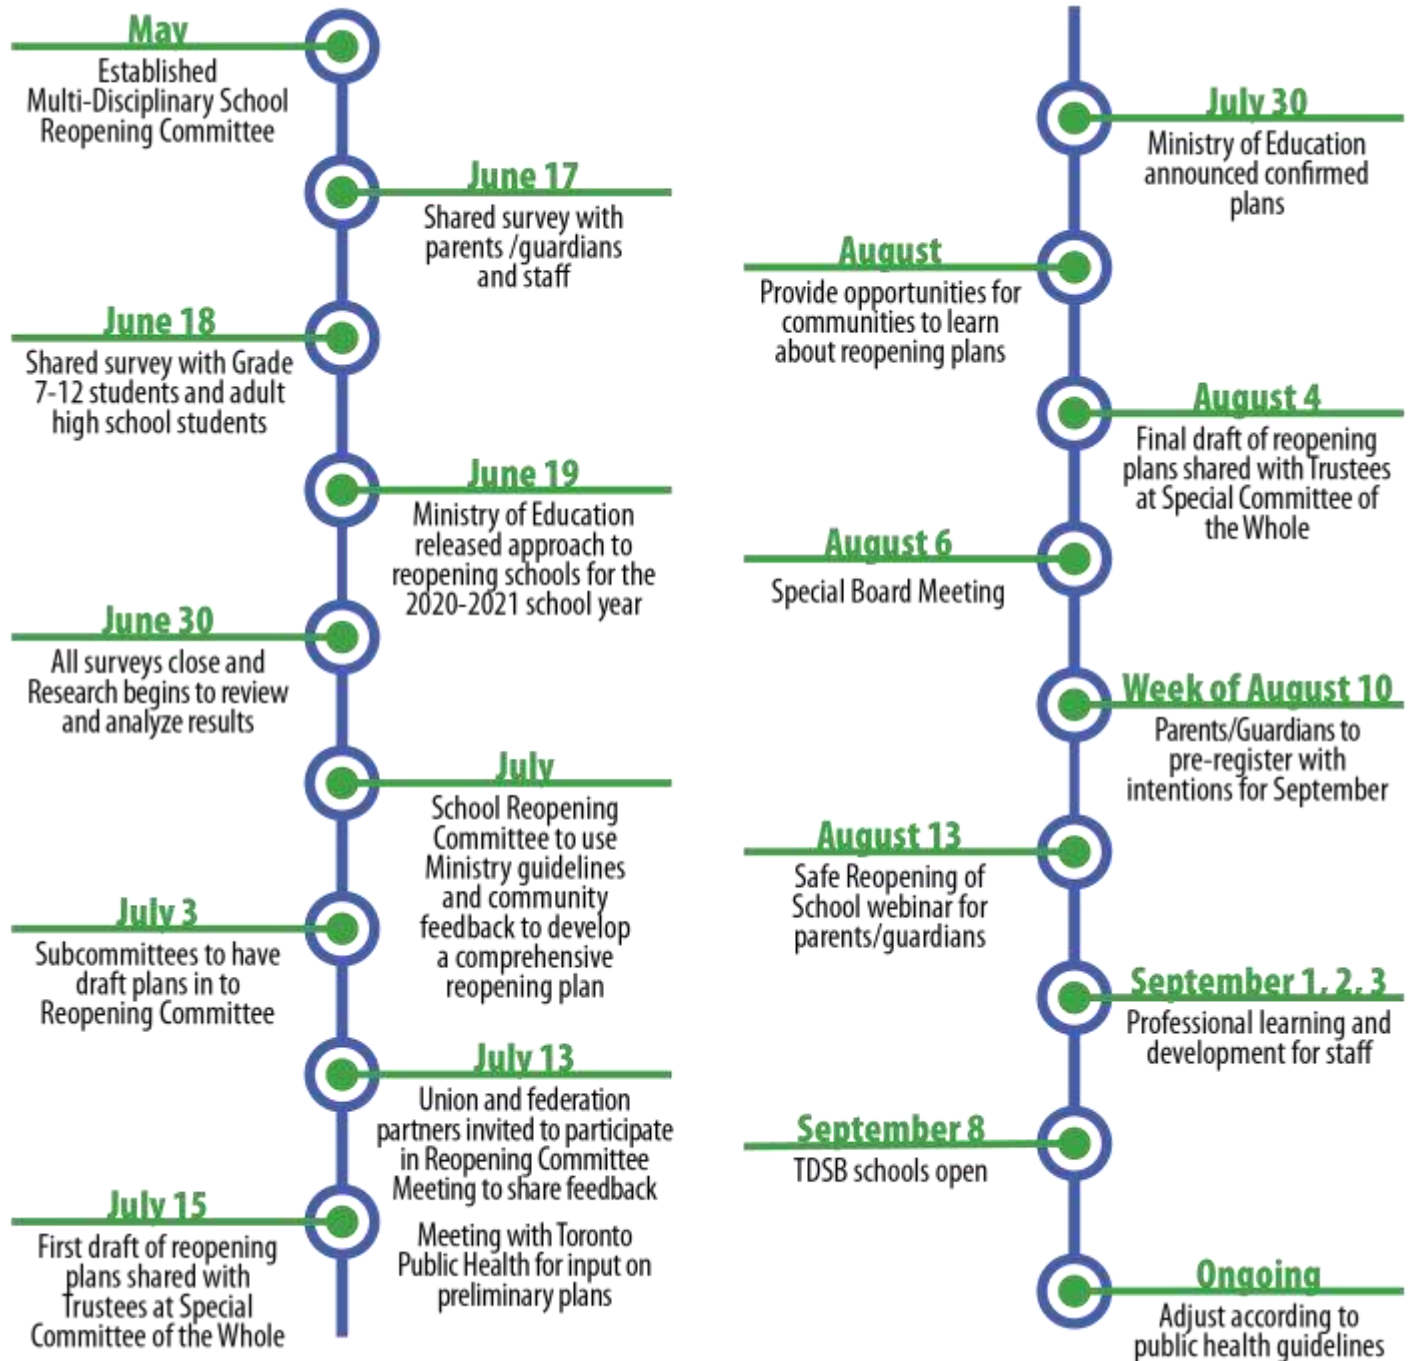 May
Established
Multi-Disciplinary School
Reopening Committee
June 17
Shared survey with
parents /guardians
and staff
June 18
Shared survey with Grade
7-12 students and adult
high school students
June 19
Ministry of Education
released approach to
reopening schools for the
2020-2021 school year
June 30
All surveys close and
Research begins to review
and analyze results
July
School Reopening
Committee to use
Ministry guidelines
and community
feedback to develop
a comprehensive
reopening plan
July 3
Subcommittees to have
draft plans in to
Reopening Committee
July 13
Union and federation
partners invited to participate
in Reopening Committee
Meeting to share feedback
Meeting with Toronto
Public Health for input on
preliminary plans
July 15
First draft of reopening
plans shared with
Trustees at Special
Committee of the Whole
July 30
Ministry of Education
announced confirmed
plans
August
Provide opportunities for
communities to learn
about reopening plans
August 4
Final draft of reopening
plans shared with Trustees
at Special Committee of
the Whole
August 6
Special Board Meeting
Week of August 10
Parents/Guardians to
pre-register with
intentions for September
August 13
Safe Reopening of
School webinar for
parents/guardians
September 1, 2, 3
Professional learning and
development for staff
September 8
TDSB schools open
Ongoing
Adjust according to
public health guidelines